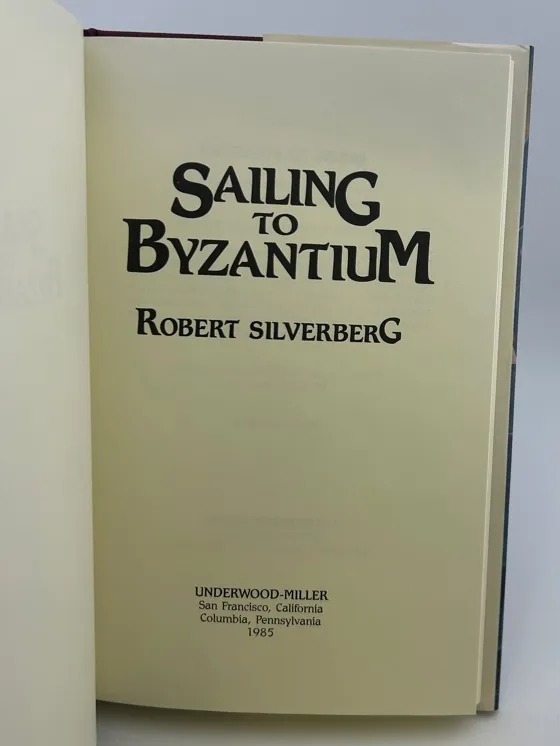 SAILING
TO
BYZANTIUM
ROBERT SILVERBERG
UNDERWOOD-MILLER
San Francisco, California
Columbia, Pennsylvania
1985